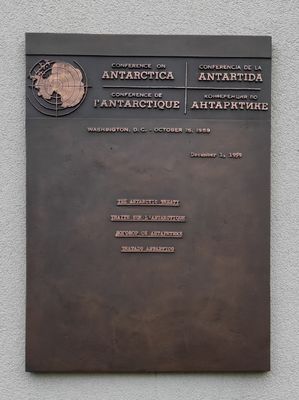 CONFERENCE ON
ANTARCTICA
CONFERENCIA DE LA
ANTARTIDA
CONFERENCE DE
l'ANTARCTIQUE
КОНФЕРЕНЦИЯ ПО
АНТАРКТИКЕ
WASHINGTON, D. C. – OCTOBER 15, 1959
December 1, 1959
THE ANTARCTIC TREATY
TRAITE SUR L'ANTARCTIQUE
ДОГОВОР ОБ АНТАРКТИКЕ
TRATADO ANTARTICO